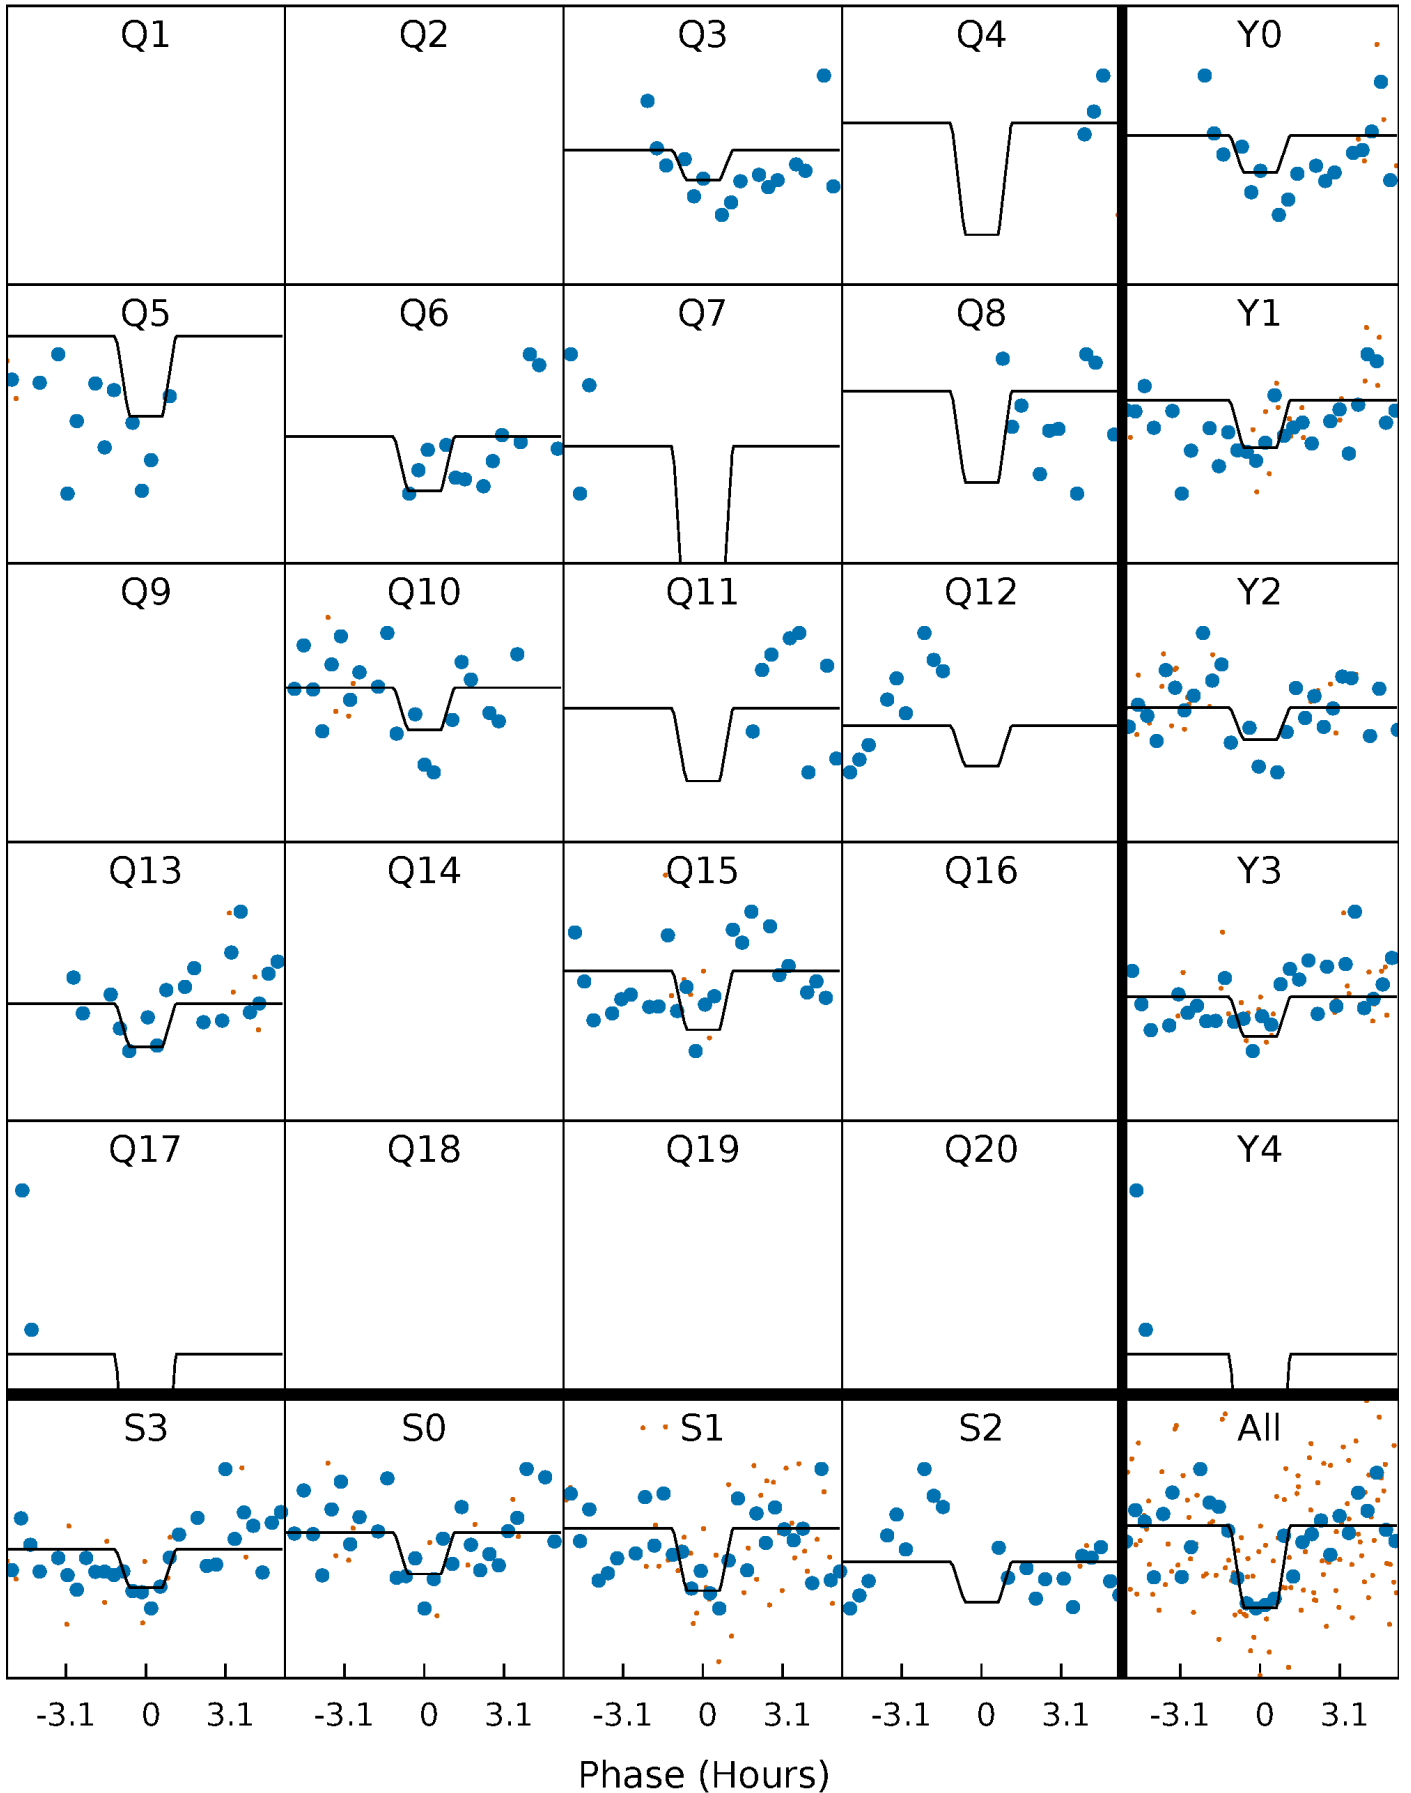 Q1 Q2 Q3 Q4 Y0
Q5 Q6 Q7 Q8 Y1
Q9 Q10 Q11 Q12 Y2
Q13 Q14 Q15 Q16 Y3
Q17 Q18 Q19 Q20 Y4
S3 S0 S1 S2 All
-3.1 0 3.1 -3.1 0 3.1 -3.1 0 3.1 -3.1 0 3.1 -3.1 0 3.1
Phase (Hours)